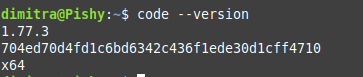 dimitra@Pishy:~$ code --version
1.77.3
704ed70d4fd1c6bd6342c436f1ede30d1cff4710
x64